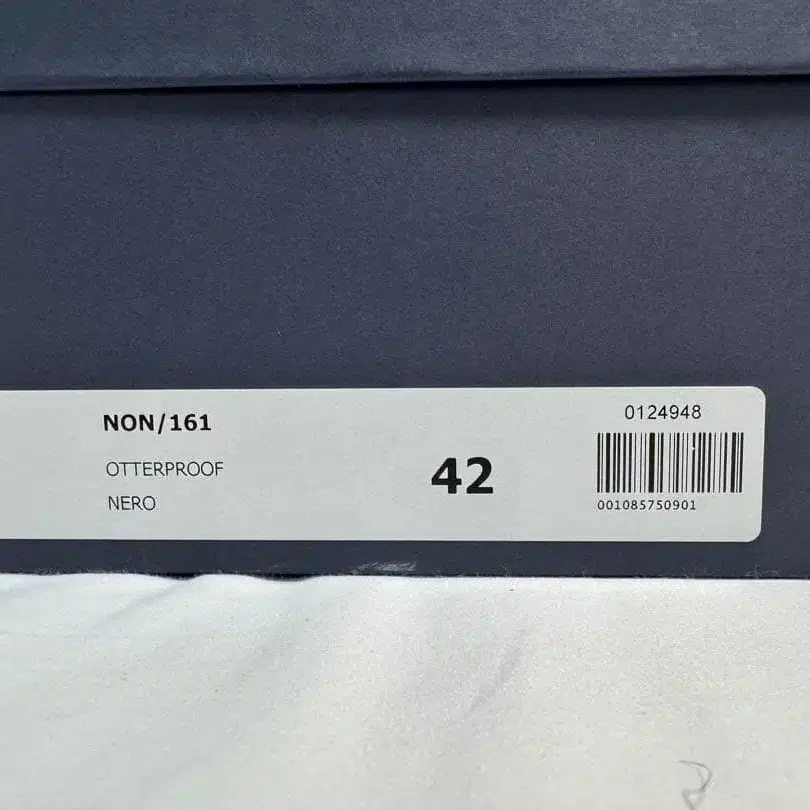 NON/161
OTTERPROOF
NERO
42
0124948
001085750901